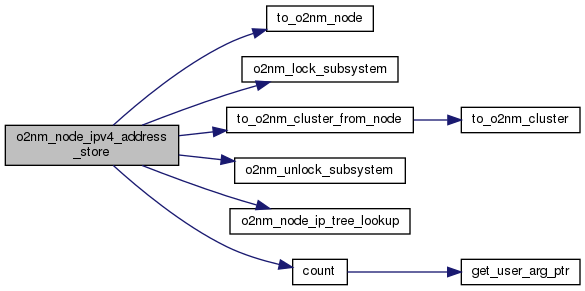 to_o2nm_node
o2nm_lock_subsystem
o2nm_node_ipv4_address
_store
to_o2nm_cluster_from_node
to_o2nm_cluster
o2nm_unlock_subsystem
o2nm_node_ip_tree_lookup
count
get_user_arg_ptr